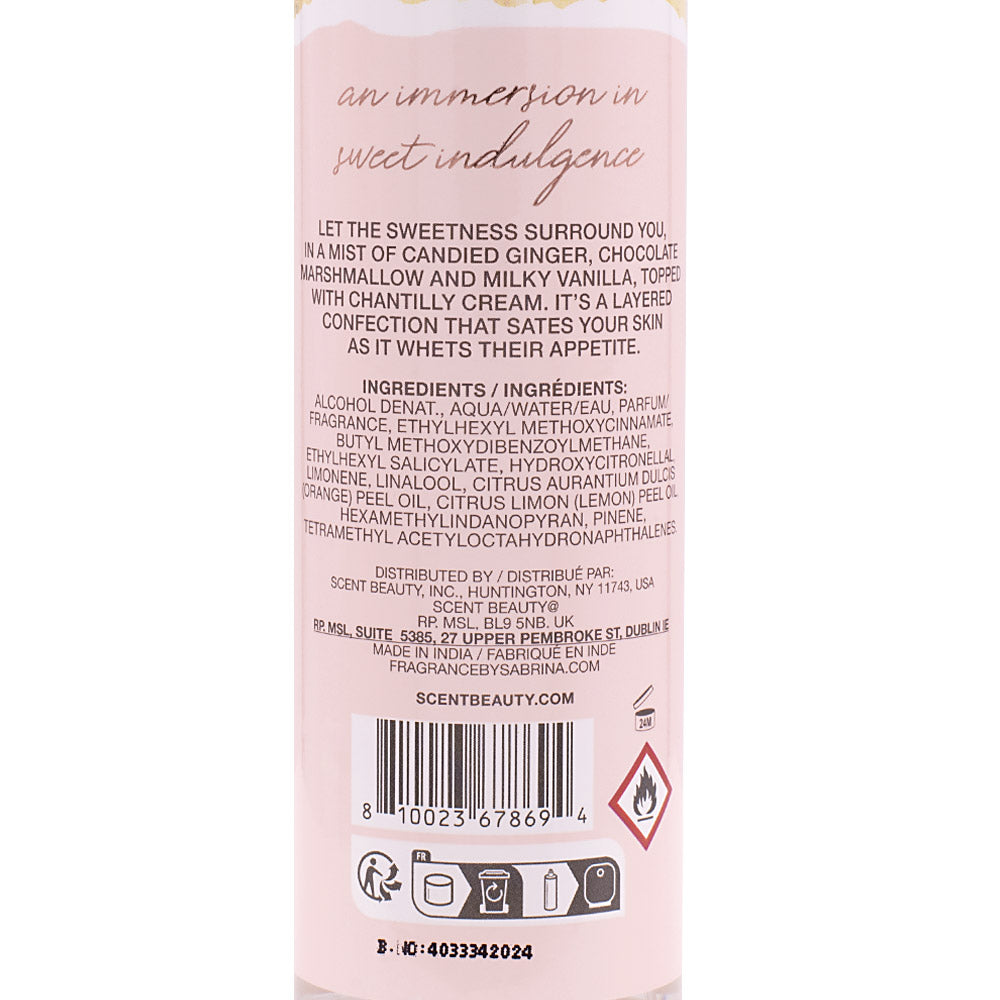 an immersion in
sweet indulgence
LET THE SWEETNESS SURROUND YOU,
IN A MIST OF CANDIED GINGER, CHOCOLATE
MARSHMALLOW AND MILKY VANILLA, TOPPED
WITH CHANTILLY CREAM. IT'S A LAYERED
CONFECTION THAT SATES YOUR SKIN
AS IT WHETS THEIR APPETITE.
INGREDIENTS / INGRÉDIENTS:
ALCOHOL DENAT., AQUA/WATER/EAU, PARFUM/
FRAGRANCE, ETHYLHEXYL METHOXYCINNAMATE,
BUTYL METHOXYDIBENZOYLMETHANE,
ETHYLHEXYL SALICYLATE, HYDROXYCITRONELLAL,
LIMONENE, LINALOOL, CITRUS AURANTIUM DULCIS
(ORANGE) PEEL OIL, CITRUS LIMON (LEMON) PEEL OIL,
HEXAMETHYLINDANOPYRAN, PINENE,
TETRAMETHYL ACETYLOCTAHYDRONAPHTHALENES.
DISTRIBUTED BY / DISTRIBUÉ PAR:
SCENT BEAUTY, INC., HUNTINGTON, NY 11743, USA
SCENT BEAUTY@
RP. MSL, BL9 5NB. UK
RP. MSL, SUITE 5385, 27 UPPER PEMBROKE ST, DUBLIN IE
MADE IN INDIA / FABRIQUÉ EN INDE
FRAGRANCEBYSABRINA.COM
SCENTBEAUTY.COM
24M
8 10023 67869 4
FR
B.NO:4033342024